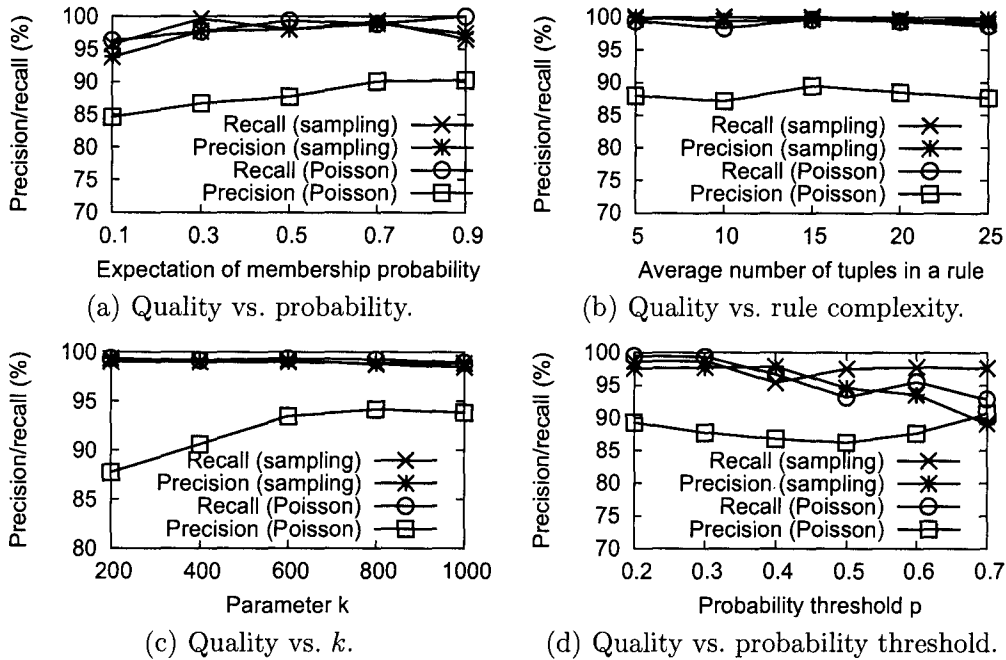 Precision/recall (%)
100
95
90
85
80
75
70
Recall (sampling)
Precision (sampling)
Recall (Poisson)
Precision (Poisson)
0.1 0.3 0.5 0.7 0.9
Expectation of membership probability
(a) Quality vs. probability.
Precision/recall (%)
100
95
90
85
80
75
70
Recall (sampling)
Precision (sampling)
Recall (Poisson)
Precision (Poisson)
5 10 15 20 25
Average number of tuples in a rule
(b) Quality vs. rule complexity.
Precision/recall (%)
100
95
90
85
80
Recall (sampling)
Precision (sampling)
Recall (Poisson)
Precision (Poisson)
200 400 600 800 1000
Parameter k
(c) Quality vs. k.
Precision/recall (%)
100
95
90
85
80
75
70
Recall (sampling)
Precision (sampling)
Recall (Poisson)
Precision (Poisson)
0.2 0.3 0.4 0.5 0.6 0.7
Probability threshold p
(d) Quality vs. probability threshold.